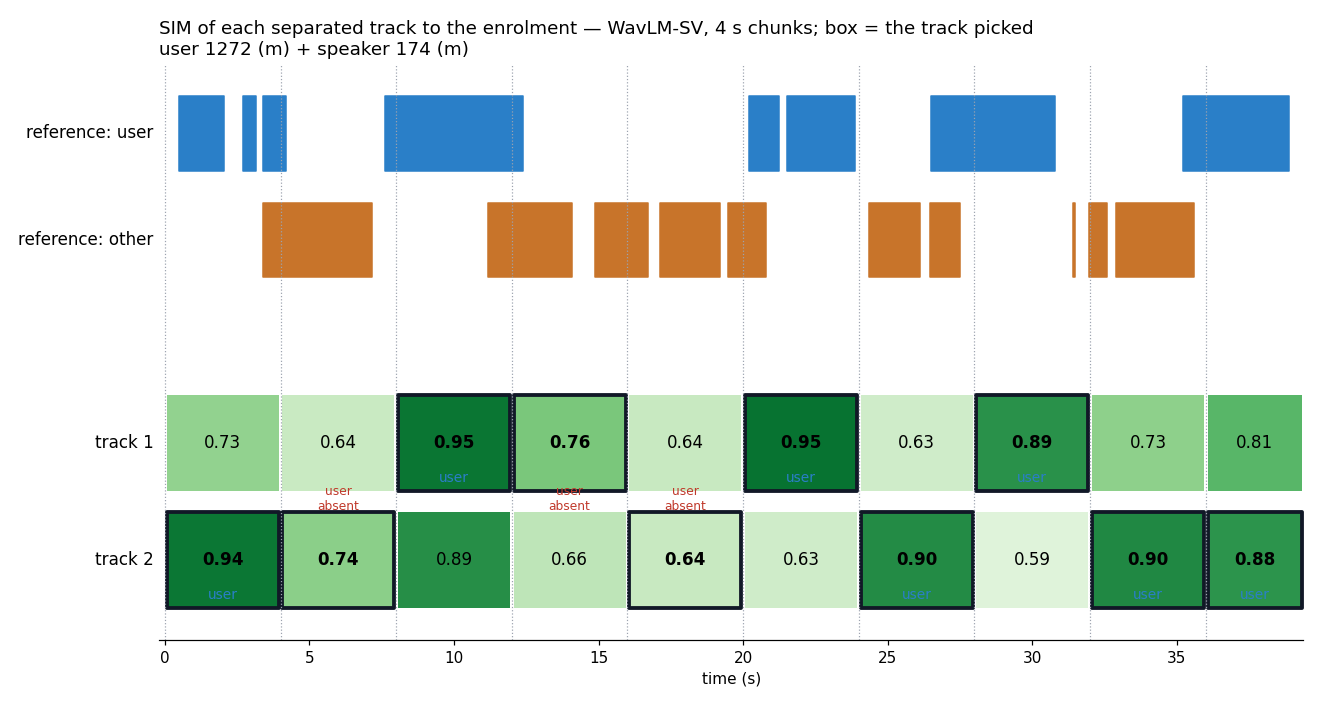 SIM of each separated track to the enrolment — WavLM-SV, 4 s chunks; box = the track picked
user 1272 (m) + speaker 174 (m)
reference: user
reference: other
track 1
0.73
0.64
0.95
0.76
0.64
0.95
0.63
0.89
0.73
0.81
user
user
user
user
absent
user
absent
user
absent
track 2
0.94
0.74
0.89
0.66
0.64
0.63
0.90
0.59
0.90
0.88
user
user
user
user
0
5
10
15
20
25
30
35
time (s)